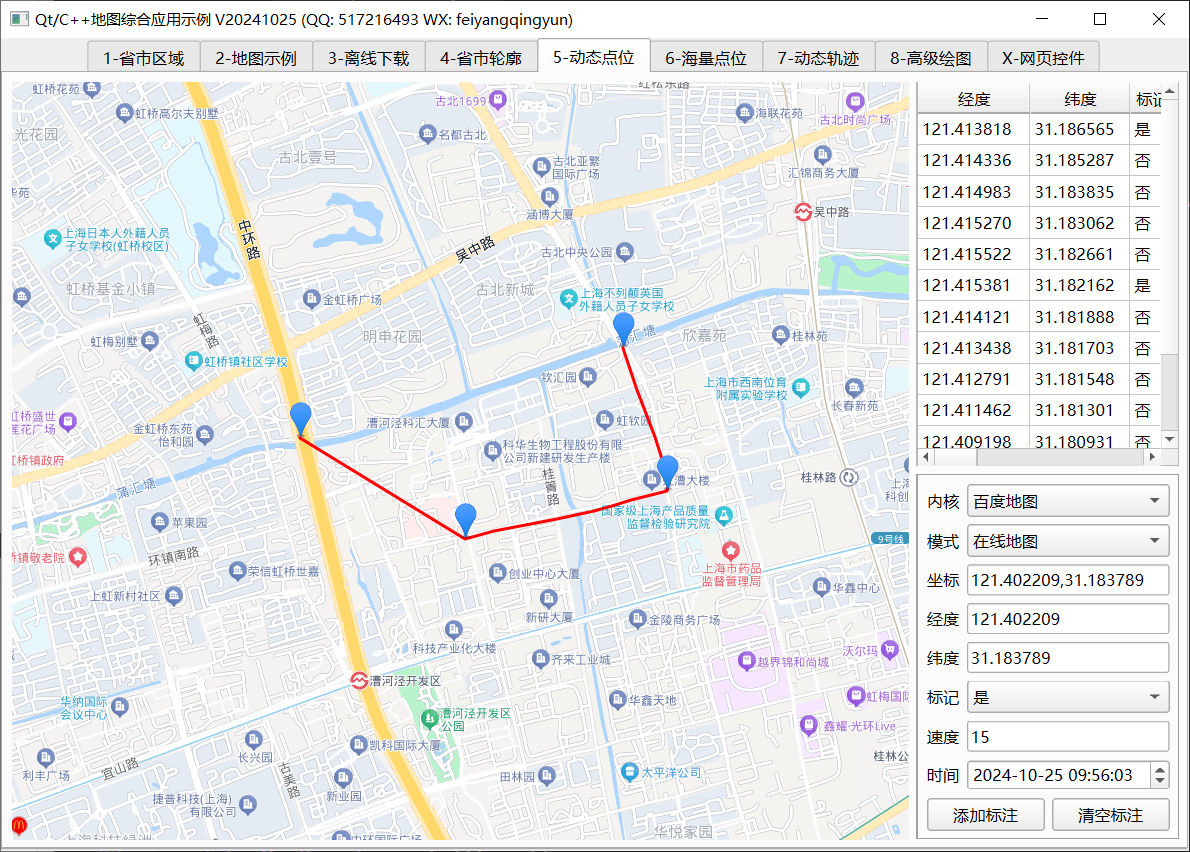 Qt/C++地图综合应用示例 V20241025 (QQ: 517216493 WX: feiyangqingyun)
1-省市区域
2-地图示例
3-离线下载
4-省市轮廓
5-动态点位
6-海量点位
7-动态轨迹
8-高级绘图
X-网页控件
虹桥花苑
虹桥高尔夫别墅
古北1699
名都古北
海联花苑
古北时尚广场
光花园
古北壹号
古北亚繁
国际广场
汇锦商务大厦
华苑
涵博大厦
吴中路
中环路
上海日本人外籍人员
子女学校(虹桥校区)
吴中路
古北中央公园
虹桥基金小镇
金虹桥广场
古北新城
上海不列颠英国
外籍人员子女学校
虹梅路
明申花园
蒲汇塘
欣嘉苑
桂林苑
虹梅别墅
虹桥镇社区学校
钦汇园
上海市西南位育
附属实验学校
长春新苑
虹桥盛世
莲花广场
金虹桥东苑
怡和园
漕河泾科汇大厦
虹软园
科华生物工程股份有限
公司新建研发生产楼
虹桥镇政府
蒲汇塘
桂箐路
漕大楼
桂林路
上海
科创
苹果园
国家级上海产品质量
监督检验研究院
9号线
桥镇敬老院
环镇南路
荣信虹桥世嘉
创业中心大厦
上海市药品
监督管理局
华鑫中心
上虹新村社区
新研大厦
金陵商务广场
科技产业化大楼
齐来工业城
越界锦和尚城
沃尔玛
漕河泾开发区
华纳国际
会议中心
华鑫天地
虹梅国际
漕河泾开发区
公园
鑫耀·光环Live
长兴园
凯科国际大厦
桂林公
利丰广场
宜山路
古美路
新业园
田林园
太平洋公司
捷普科技(上海)
有限公司
上海科技绿洲
中环国际广场
华悦家园
经度 纬度 标记
121.413818 31.186565 是
121.414336 31.185287 否
121.414983 31.183835 否
121.415270 31.183062 否
121.415522 31.182661 否
121.415381 31.182162 是
121.414121 31.181888 否
121.413438 31.181703 否
121.412791 31.181548 否
121.411462 31.181301 否
121.409198 31.180931 否
内核 百度地图
模式 在线地图
坐标 121.402209,31.183789
经度 121.402209
纬度 31.183789
标记 是
速度 15
时间 2024-10-25 09:56:03
添加标注 清空标注